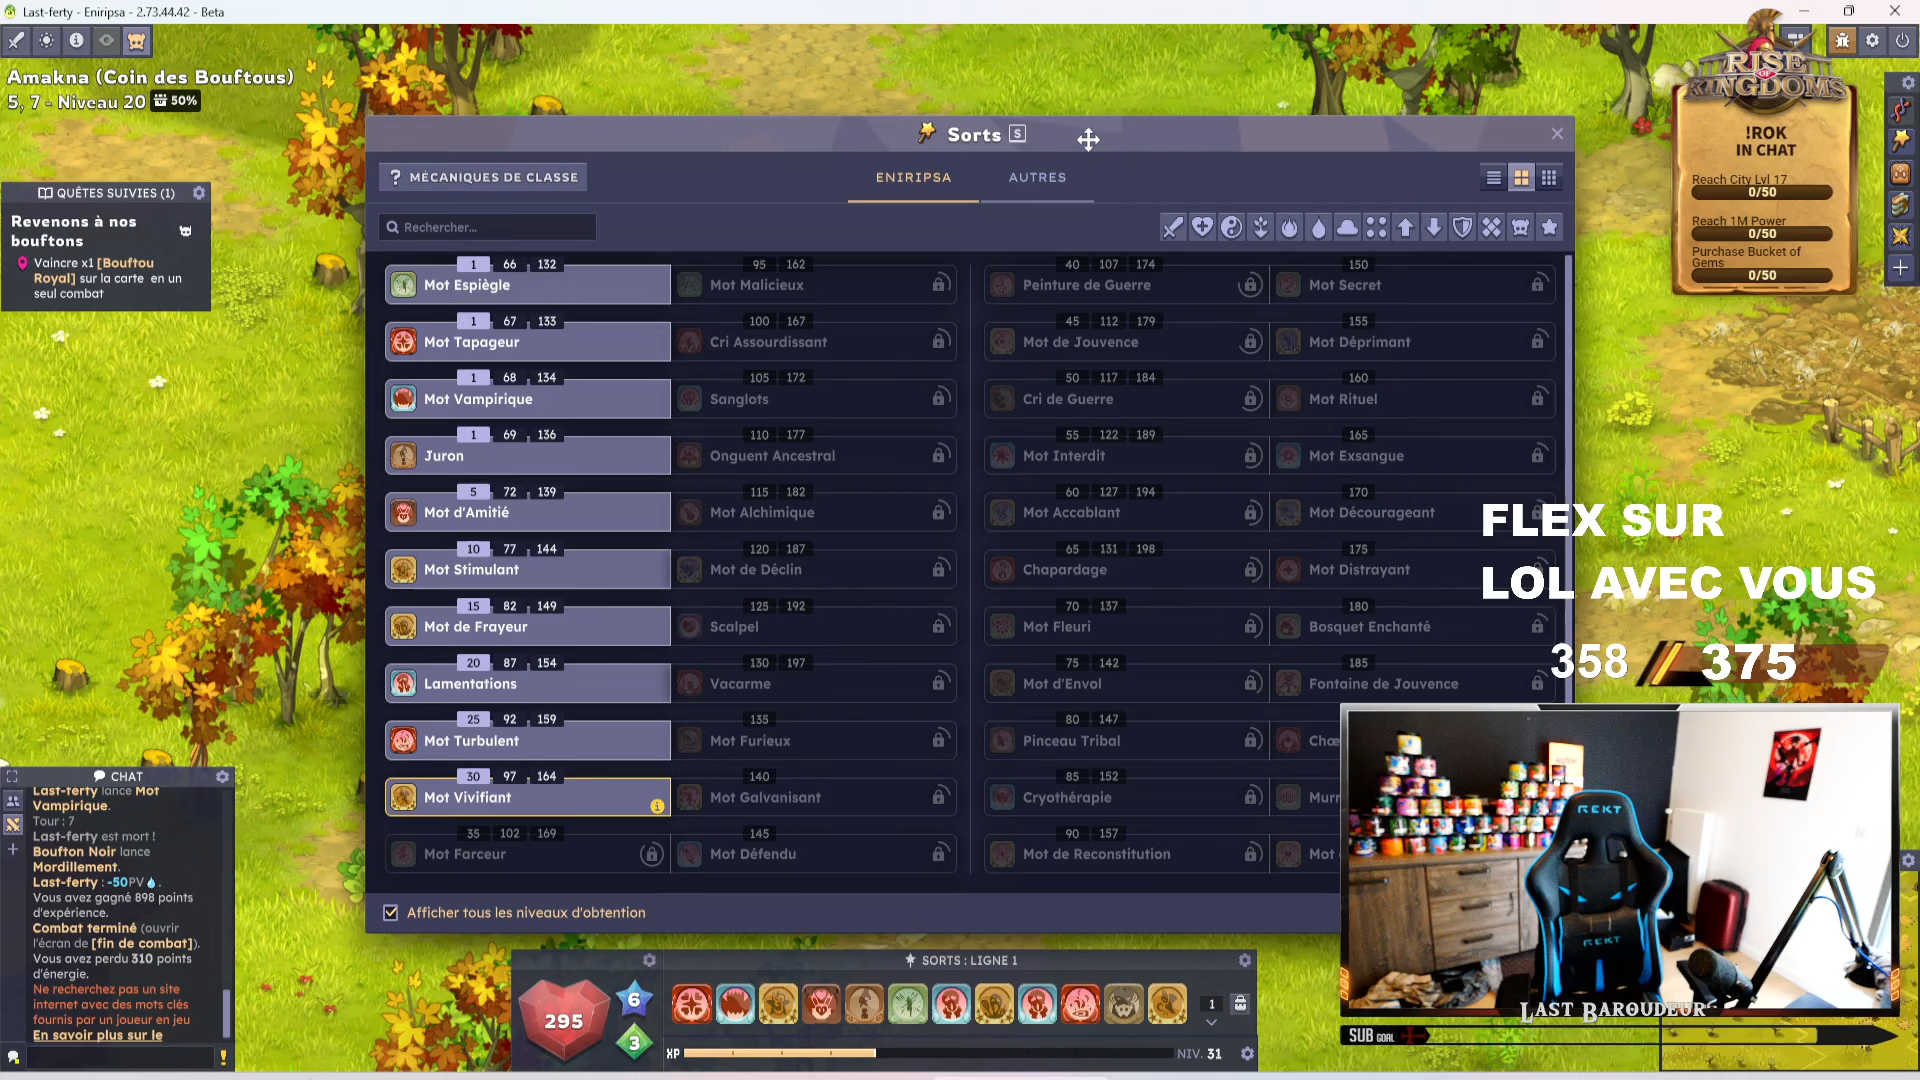 Last-ferty - Eniripsa - 2.73.44.42 - Beta
Amakna (Coin des Bouftous)
5, 7 - Niveau 20 50%
QUÊTES SUIVIES (1)
Revenons à nos
bouftons
Vaincre x1 [Bouftou
Royal] sur la carte en un
seul combat
Sorts S
? MÉCANIQUES DE CLASSE
ENIRIPSA
AUTRES
Rechercher...
1 66 132
Mot Espiègle
95 162
Mot Malicieux
40 107 174
Peinture de Guerre
150
Mot Secret
1 67 133
Mot Tapageur
100 167
Cri Assourdissant
45 112 179
Mot de Jouvence
155
Mot Déprimant
1 68 134
Mot Vampirique
105 172
Sanglots
50 117 184
Cri de Guerre
160
Mot Rituel
1 69 136
Juron
110 177
Onguent Ancestral
55 122 189
Mot Interdit
165
Mot Exsangue
5 72 139
Mot d'Amitié
115 182
Mot Alchimique
60 127 194
Mot Accablant
170
Mot Décourageant
10 77 144
Mot Stimulant
120 187
Mot de Déclin
65 131 198
Chapardage
175
Mot Distrayant
15 82 149
Mot de Frayeur
125 192
Scalpel
70 137
Mot Fleuri
180
Bosquet Enchanté
20 87 154
Lamentations
130 197
Vacarme
75 142
Mot d'Envol
185
Fontaine de Jouvence
25 92 159
Mot Turbulent
135
Mot Furieux
80 147
Pinceau Tribal
30 97 164
Mot Vivifiant
140
Mot Galvanisant
85 152
Cryothérapie
35 102 169
Mot Farceur
145
Mot Défendu
90 157
Mot de Reconstitution
Mot
Afficher tous les niveaux d'obtention
RISE
OF
KINGDOMS
!ROK
IN CHAT
Reach City Lvl 17
0/50
Reach 1M Power
0/50
Purchase Bucket of
Gems
0/50
FLEX SUR
LOL AVEC VOUS
358 // 375
REKT
REKT
LAST BAROUDEUR
SUB GOAL
CHAT
Last-ferty lance Mot
Vampirique.
Tour : 7
Last-ferty est mort !
Boufton Noir lance
Mordillement.
Last-ferty : -50PV.
Vous avez gagné 898 points
d'expérience.
Combat terminé (ouvrir
l'écran de [fin de combat]).
Vous avez perdu 310 points
d'énergie.
Ne recherchez pas un site
internet avec des mots clés
fournis par un joueur en jeu
En savoir plus sur le
SORTS : LIGNE 1
295
6
3
1
XP
NIV. 31